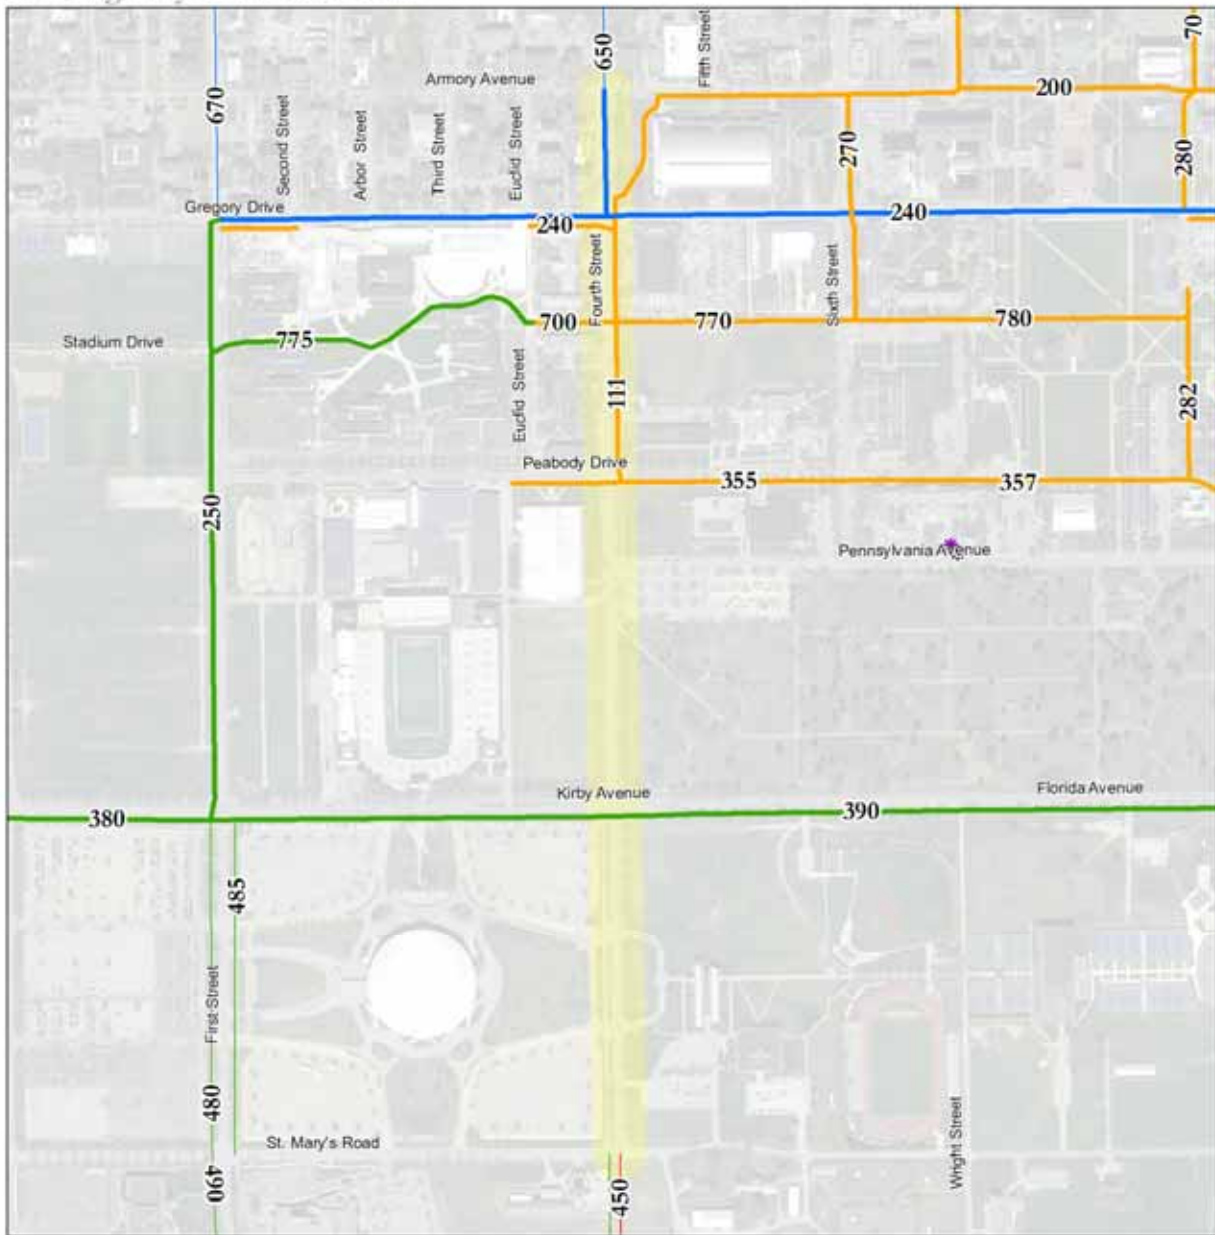 650
Fifth Street
70
Armory Avenue
670
200
Second Street
Arbor Street
Third Street
Euclid Street
270
280
Gregory Drive
240
240
Fourth Street
Sixth Street
700
770
780
Stadium Drive
775
Euclid Street
111
282
Peabody Drive
355
357
250
Pennsylvania Avenue
Kirby Avenue
Florida Avenue
380
390
485
First Street
480
Wright Street
St. Mary's Road
490
450